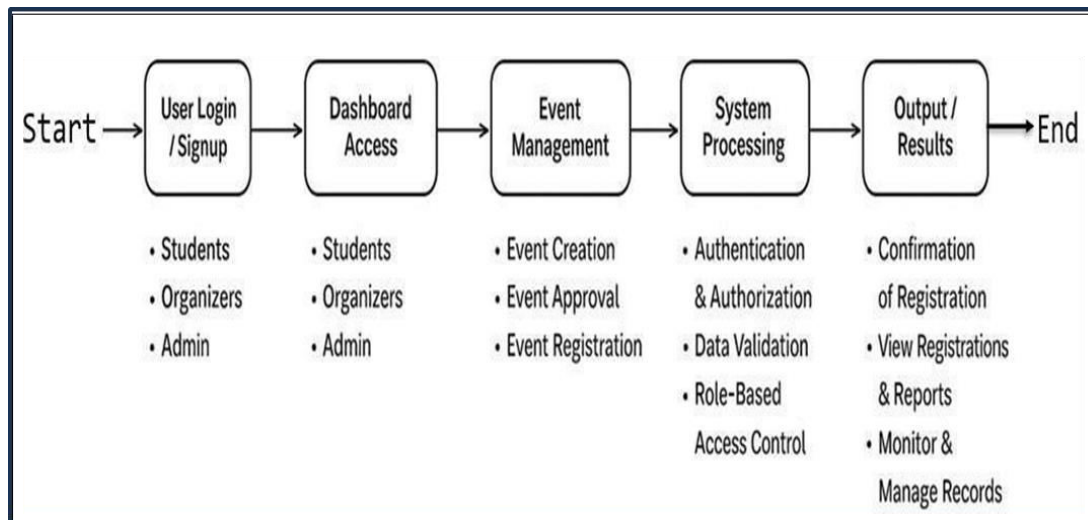 Start
User Login
/ Signup
Dashboard
Access
Event
Management
System
Processing
Output /
Results
End
• Students
• Organizers
• Admin
• Students
• Organizers
• Admin
• Event Creation
• Event Approval
• Event Registration
• Authentication
& Authorization
• Data Validation
• Role-Based
Access Control
• Confirmation
of Registration
• View Registrations
& Reports
• Monitor &
Manage Records